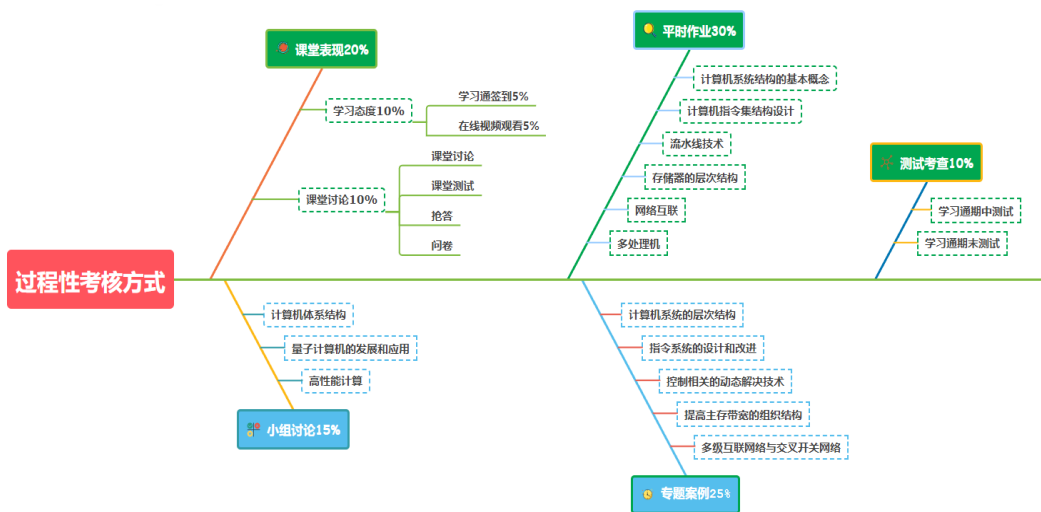 过程性考核方式
课堂表现20%
学习态度10%
学习通签到5%
在线视频观看5%
课堂讨论10%
课堂讨论
课堂测试
抢答
问卷
平时作业30%
计算机系统结构的基本概念
计算机指令集结构设计
流水线技术
存储器的层次结构
网络互联
多处理机
测试考查10%
学习通期中测试
学习通期末测试
计算机体系结构
量子计算机的发展和应用
高性能计算
小组讨论15%
计算机系统的层次结构
指令系统的设计和改进
控制相关的动态解决技术
提高主存带宽的组织结构
多级互联网络与交叉开关网络
专题案例25%